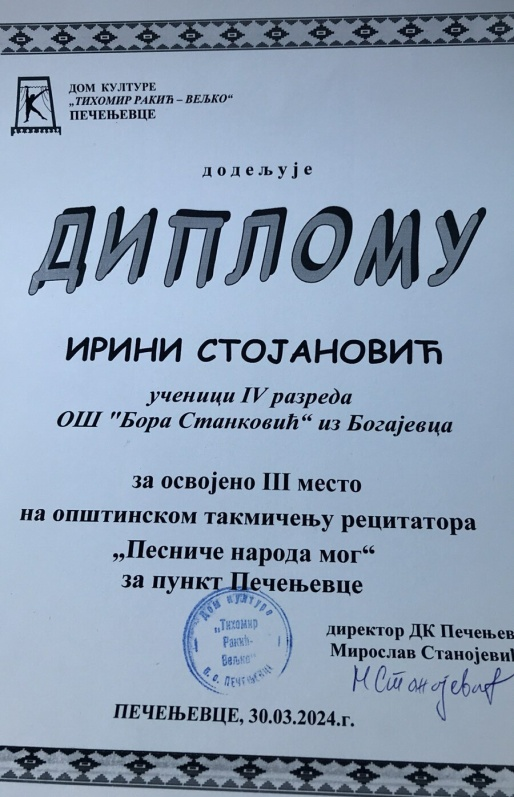 ДОМ КУЛТУРЕ
„ТИХОМИР РАКИЋ – ВЕЉКО“
ПЕЧЕЊЕВЦЕ
додељује
ДИПЛОМУ
ИРИНИ СТОЈАНОВИЋ
ученици IV разреда
ОШ "Бора Станковић“ из Богајевца
за освојено III место
на општинском такмичењу рецитатора
„Песниче народа мог“
за пункт Печењевце
Дом културе
„Тихомир
Ракић-
Вељко“
ПЕЧЕЊЕВЦЕ
директор ДК Печењев
Мирослав Станојевић
МСтанојевић
ПЕЧЕЊЕВЦЕ, 30.03.2024.г.